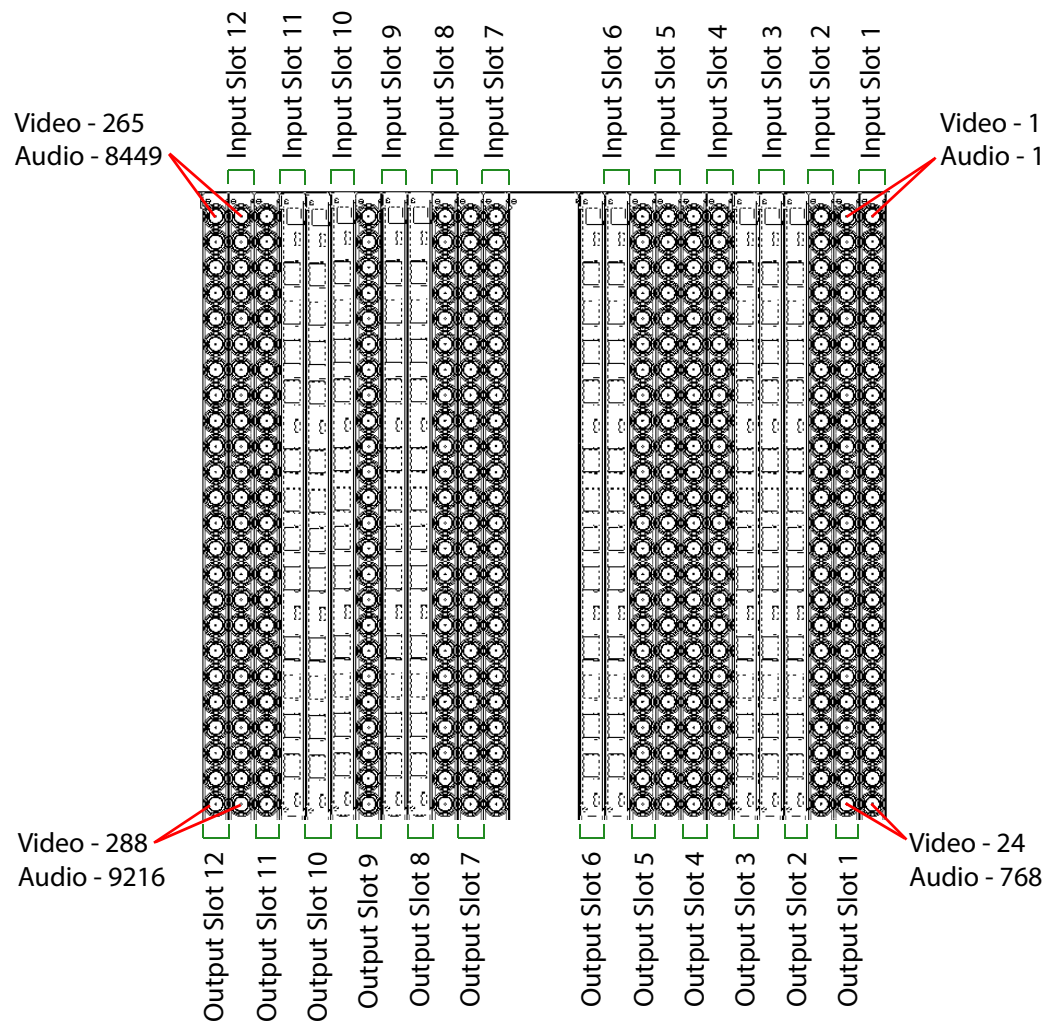 Input Slot 12
Input Slot 11
Input Slot 10
Input Slot 9
Input Slot 8
Input Slot 7
Input Slot 6
Input Slot 5
Input Slot 4
Input Slot 3
Input Slot 2
Input Slot 1
Video - 265
Audio - 8449
Video - 1
Audio - 1
Video - 288
Audio - 9216
Video - 24
Audio - 768
Output Slot 12
Output Slot 11
Output Slot 10
Output Slot 9
Output Slot 8
Output Slot 7
Output Slot 6
Output Slot 5
Output Slot 4
Output Slot 3
Output Slot 2
Output Slot 1